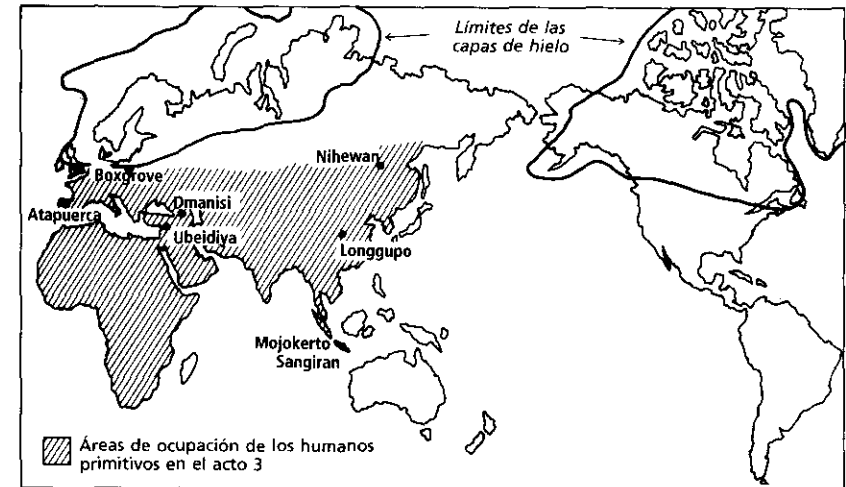 Límites de las
capas de hielo
Nihewan
Boxgrove
Dmanisi
Atapuerca
Ubeidiya
Longgupo
Mojokerto
Sangiran
Áreas de ocupación de los humanos
primitivos en el acto 3